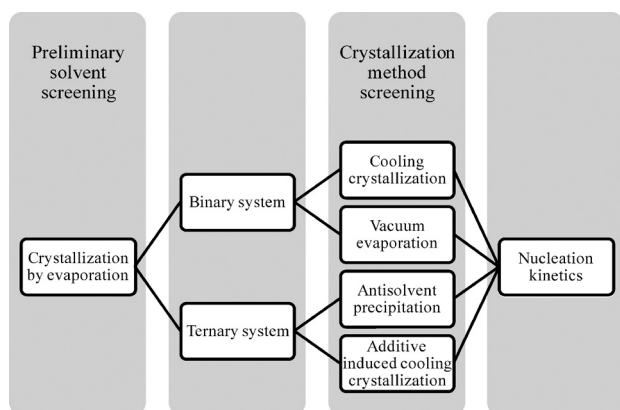 Preliminary
solvent
screening
Crystallization
method
screening
Crystallization
by evaporation
Binary system
Ternary system
Cooling
crystallization
Vacuum
evaporation
Antisolvent
precipitation
Additive
induced cooling
crystallization
Nucleation
kinetics